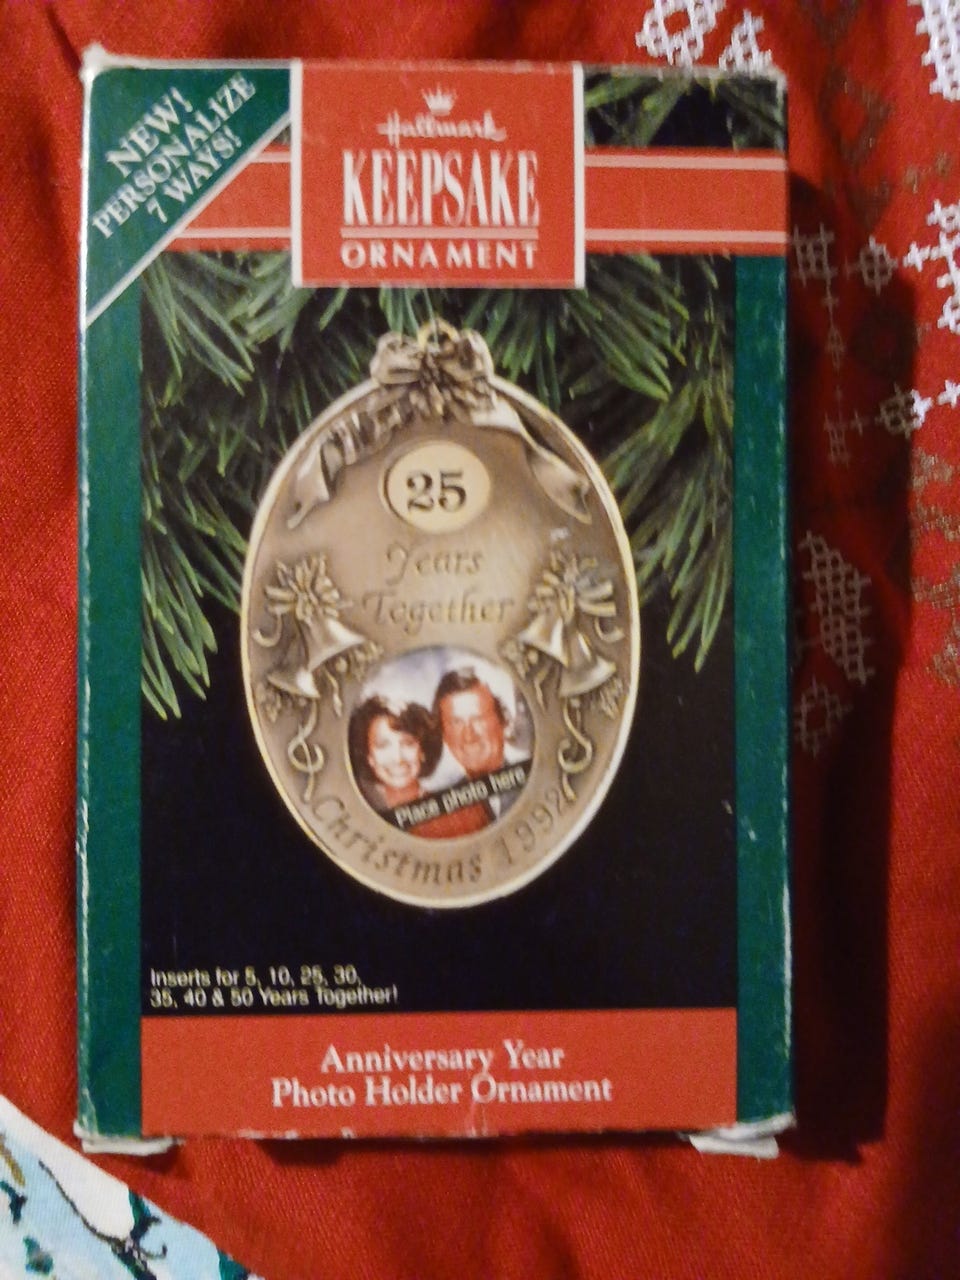 NEW!
PERSONALIZE
7 WAYS!
Hallmark
KEEPSAKE
ORNAMENT
25
Years
Together
Place photo here
Christmas 1992
Inserts for 5, 10, 25, 30,
35, 40 & 50 Years Together!
Anniversary Year
Photo Holder Ornament